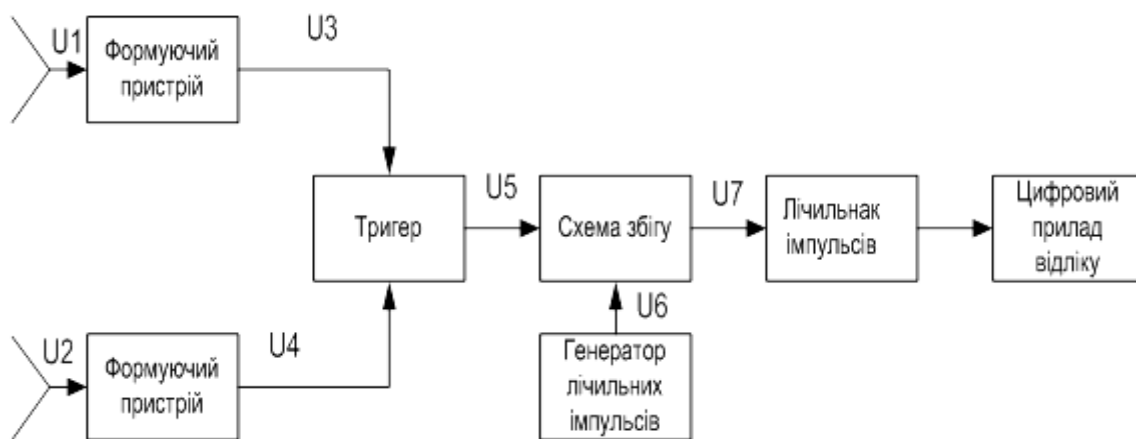 U1
Формуючий
пристрій
U3
Тригер
U5
Схема збігу
U7
Лічильнак
імпульсів
Цифровий
прилад
відліку
U2
Формуючий
пристрій
U4
U6
Генератор
лічильних
імпульсів